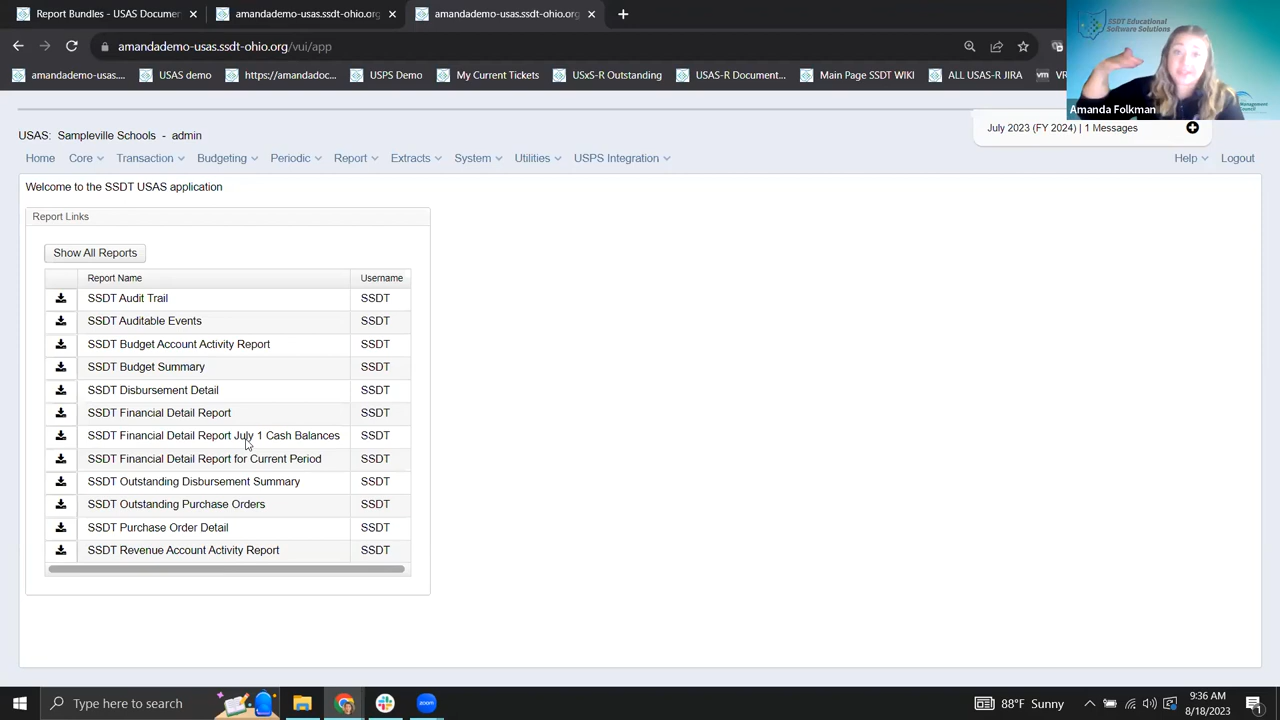 Report Bundles - USAS Documen
amandademo-usas.ssdt-ohio.org
amandademo-usas.ssdt-ohio.org
amandademo-usas.ssdt-ohio.org/vui/app
amandademo-usas....
USAS demo
https://amandadoc...
USPS Demo
My Current Tickets
USxS-R Outstanding
USAS-R Document...
Main Page SSDT WIKI
ALL USAS-R JIRA
vm
VR
SSDT Educational
Software Solutions
Management
Council
Amanda Folkman
USAS: Sampleville Schools - admin
July 2023 (FY 2024) | 1 Messages
Home Core Transaction Budgeting Periodic Report Extracts System Utilities USPS Integration Help Logout
Welcome to the SSDT USAS application
Report Links
Show All Reports
Report Name Username
SSDT Audit Trail SSDT
SSDT Auditable Events SSDT
SSDT Budget Account Activity Report SSDT
SSDT Budget Summary SSDT
SSDT Disbursement Detail SSDT
SSDT Financial Detail Report SSDT
SSDT Financial Detail Report July 1 Cash Balances SSDT
SSDT Financial Detail Report for Current Period SSDT
SSDT Outstanding Disbursement Summary SSDT
SSDT Outstanding Purchase Orders SSDT
SSDT Purchase Order Detail SSDT
SSDT Revenue Account Activity Report SSDT
Type here to search
zoom
88°F Sunny
9:36 AM
8/18/2023
1